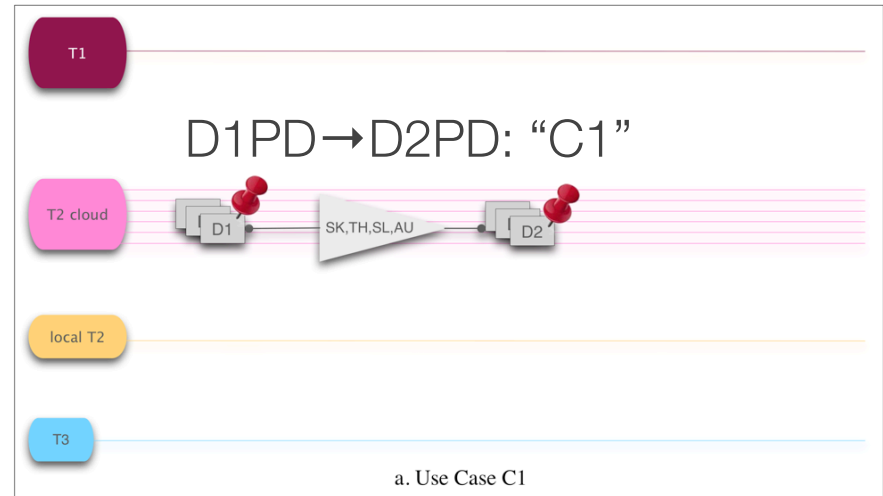 T1
D1PD→D2PD: “C1”
T2 cloud
D1
SK,TH,SL,AU
D2
local T2
T3
a. Use Case C1